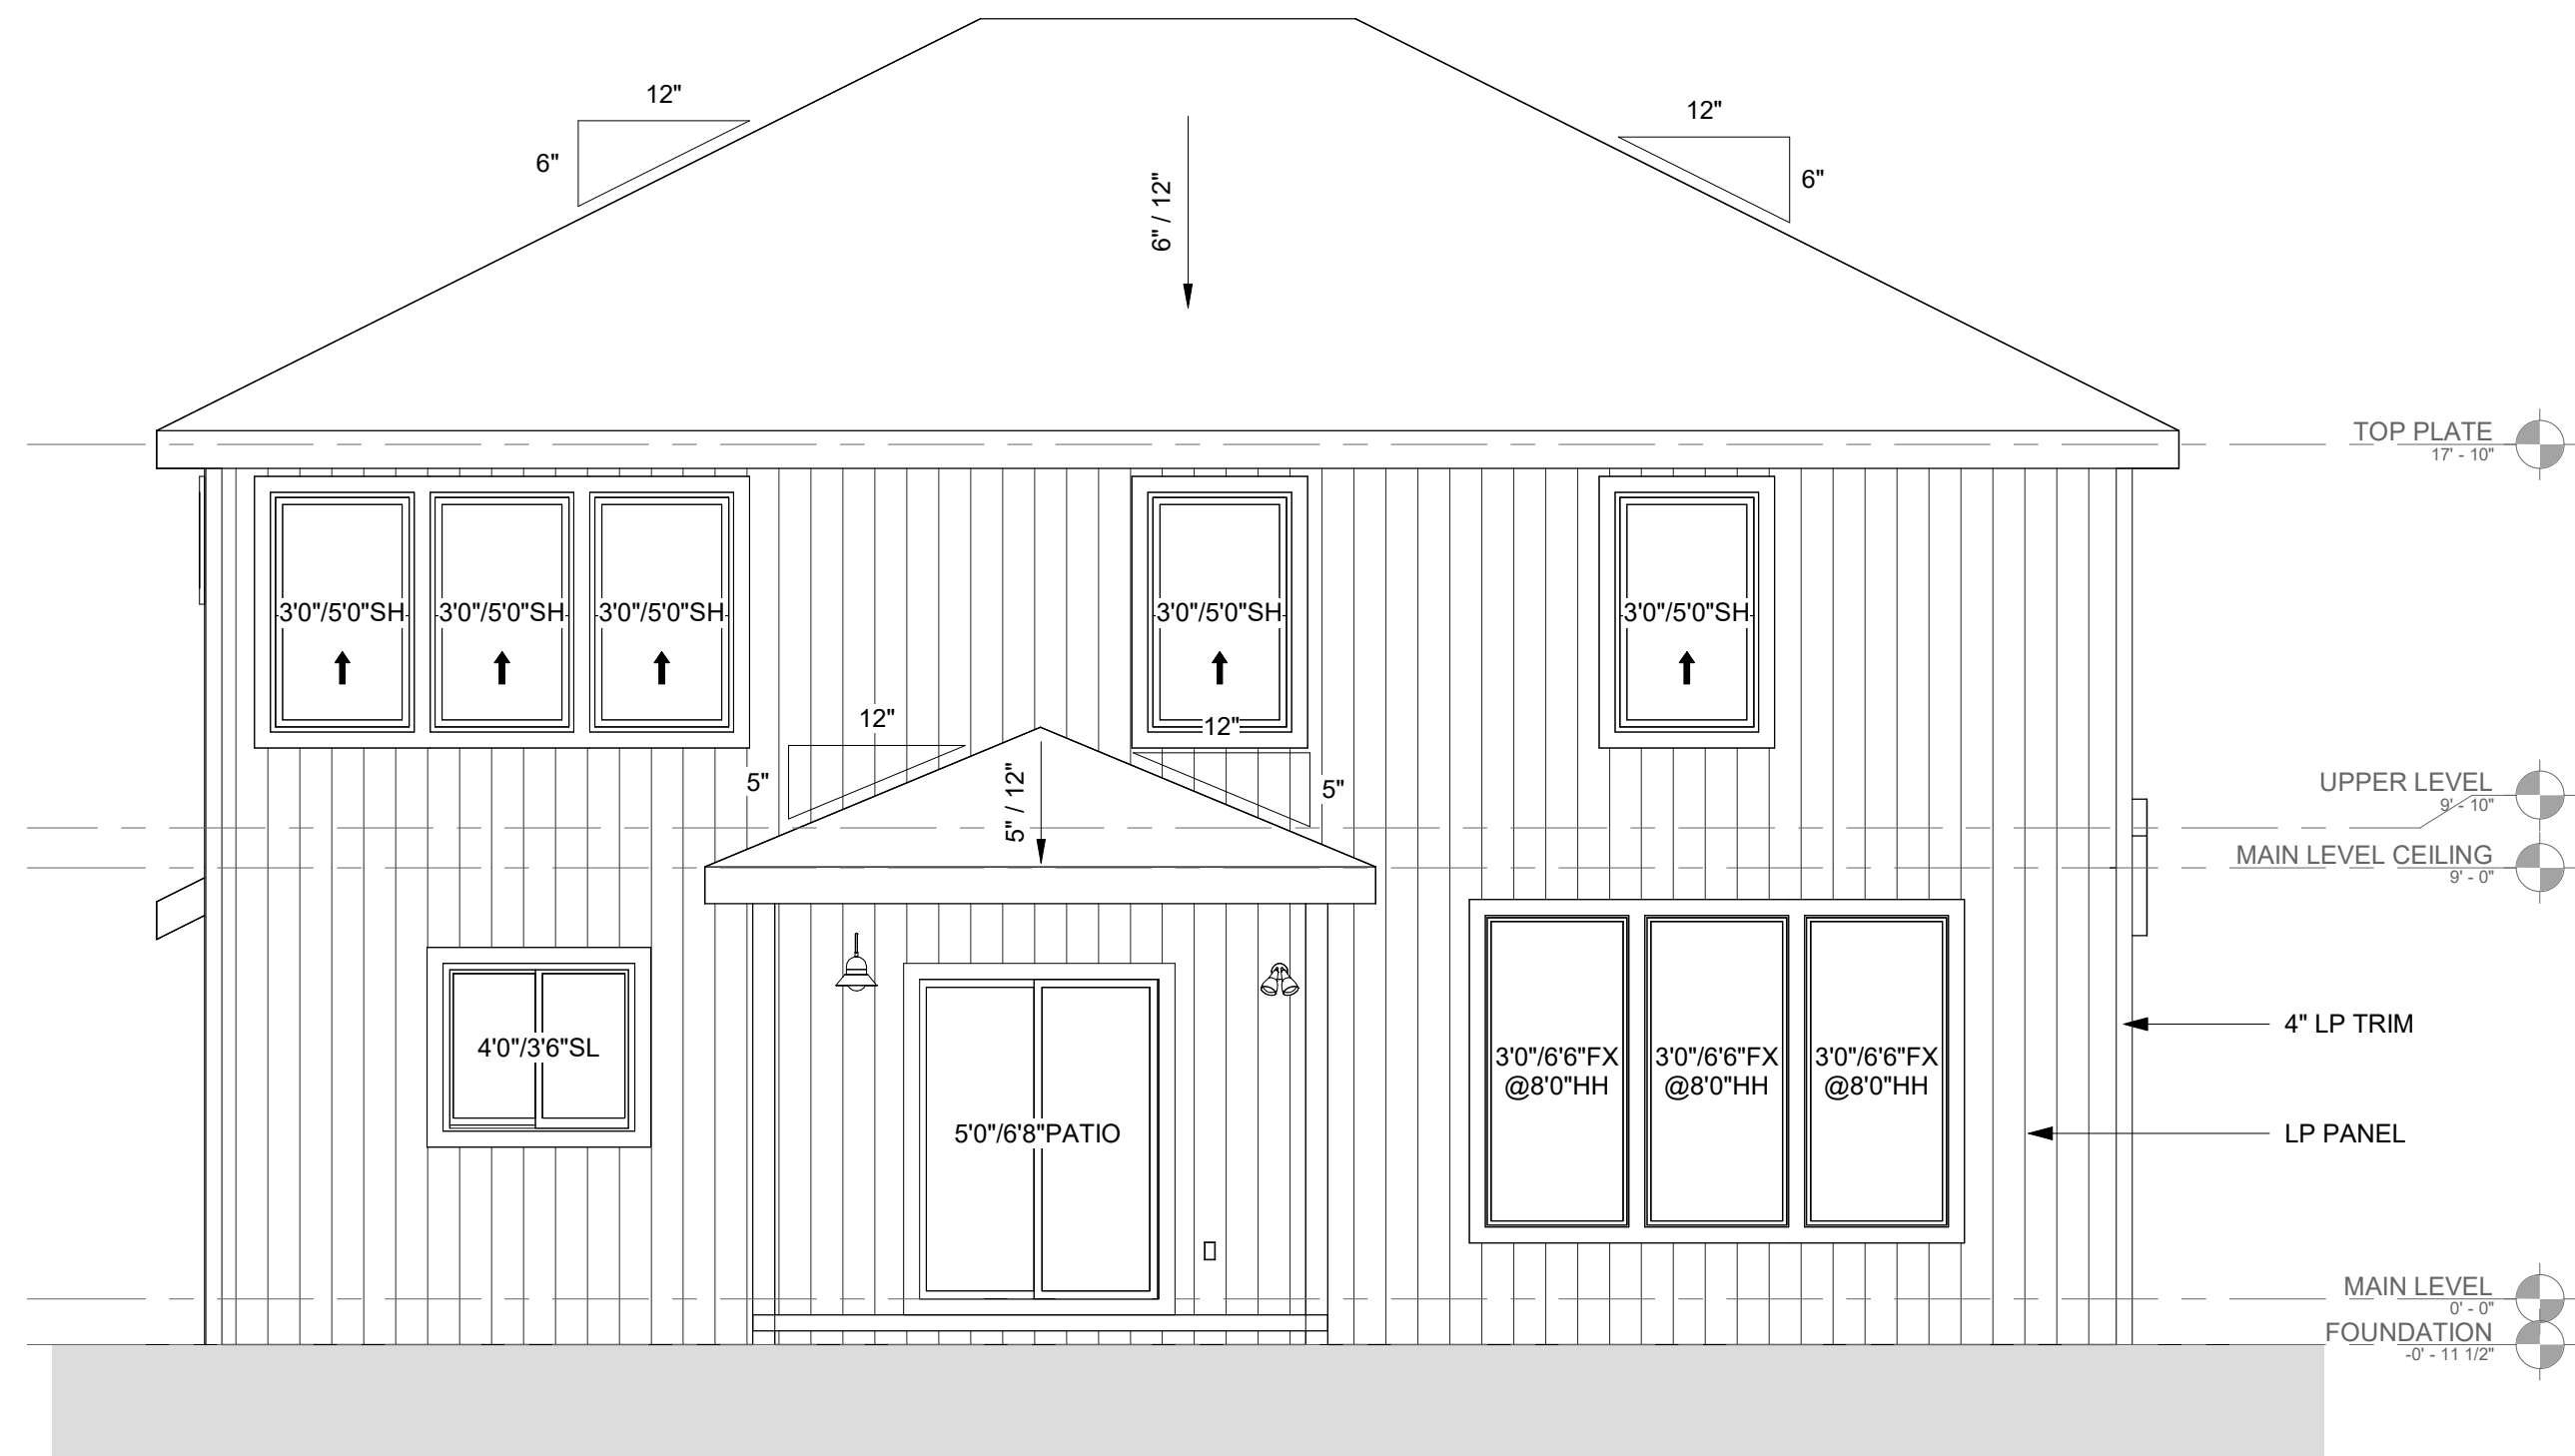 12"
6"
12"
6"
6" / 12"
TOP PLATE
17' - 10"
3'0"/5'0"SH
3'0"/5'0"SH
3'0"/5'0"SH
3'0"/5'0"SH
3'0"/5'0"SH
12"
5"
12"
5"
5" / 12"
UPPER LEVEL
9' - 10"
MAIN LEVEL CEILING
9' - 0"
4'0"/3'6"SL
5'0"/6'8"PATIO
3'0"/6'6"FX
@8'0"HH
3'0"/6'6"FX
@8'0"HH
3'0"/6'6"FX
@8'0"HH
4" LP TRIM
LP PANEL
MAIN LEVEL
0' - 0"
FOUNDATION
-0' - 11 1/2"